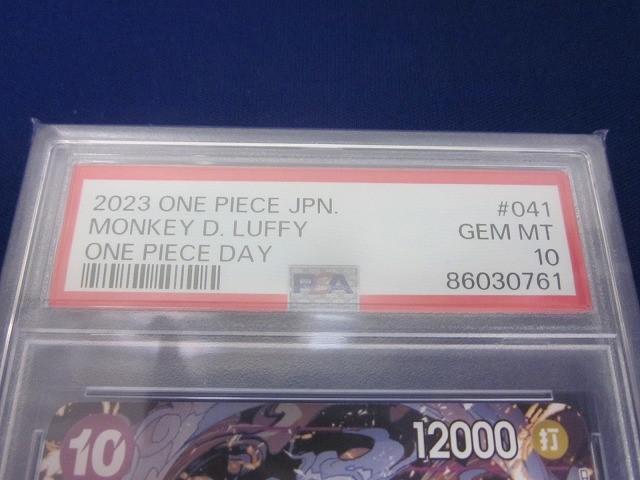 2023 ONE PIECE JPN. #041
MONKEY D. LUFFY GEM MT
ONE PIECE DAY 10
PSA 86030761
10 12000 打